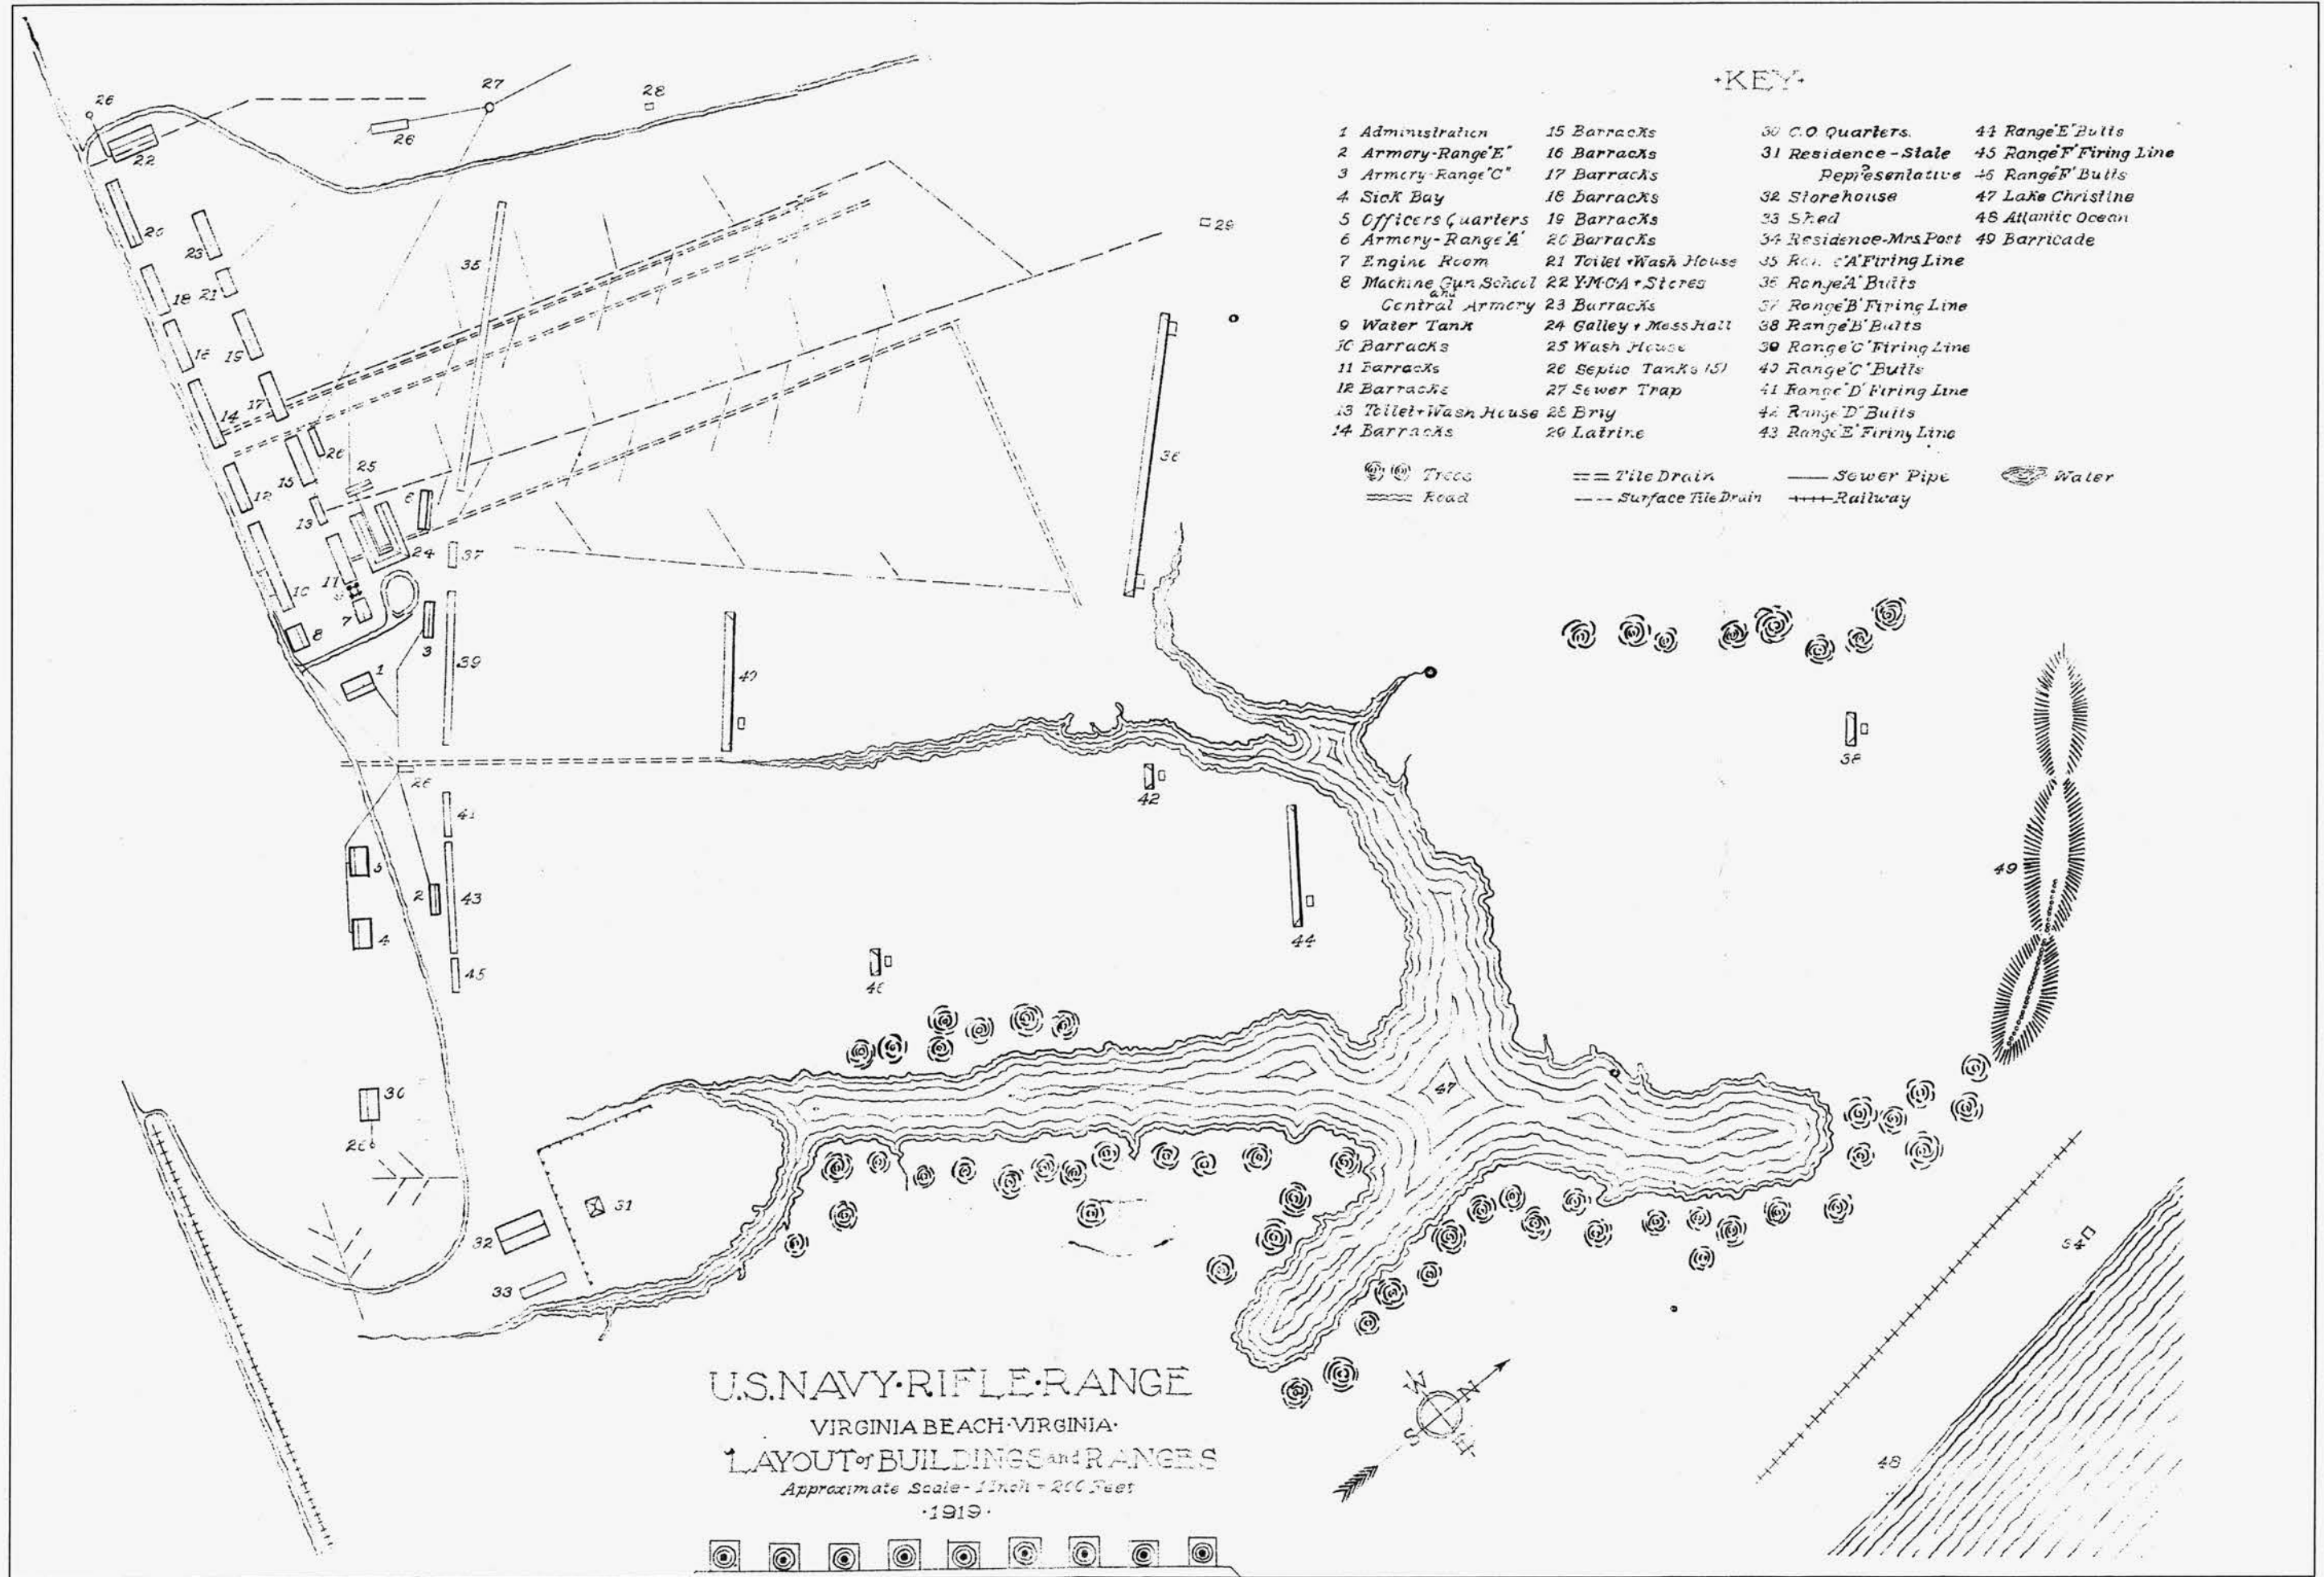 ·KEY·
1 Administration
2 Armory-Range"E"
3 Armory-Range"C"
4 Sick Bay
5 Officers Quarters
6 Armory-Range"A"
7 Engine Room
8 Machine Gun School
and
Central Armory
9 Water Tank
10 Barracks
11 Barracks
12 Barracks
13 Toilet+Wash House
14 Barracks
15 Barracks
16 Barracks
17 Barracks
18 Barracks
19 Barracks
20 Barracks
21 Toilet+Wash House
22 Y·M·C·A+Stores
23 Barracks
24 Galley+Mess Hall
25 Wash House
26 Septic Tanks (5)
27 Sewer Trap
28 Brig
29 Latrine
30 C.O Quarters.
31 Residence-State
?
Representative
32 Storehouse
33 Shed
34 Residence-Mrs.Post
35 "A"Firing Line
36 Range"A"Butts
37 Range"B"Firing Line
38 Range"B"Butts
39 Range"C"Firing Line
40 Range"C"Butts
41 Range"D"Firing Line
42 Range"D"Butts
43 Range"E"Firing Line
44 Range"E"Butts
45 Range"F"Firing Line
46 Range"F"Butts
47 Lake Christine
48 Atlantic Ocean
49 Barricade
Trees
Tile Drain
Sewer Pipe
Water
Road
Surface Tile Drain
Railway
26
27
28
26
22
29
20
23
35
18
21
16
19
14
17
36
26
25
15
12
6
13
24
37
11
10
7
8
3
39
1
40
38
26
42
41
5
49
2
43
4
44
45
46
47
30
26
31
32
34
33
48
W
N
S
E
U.S.NAVY·RIFLE·RANGE
VIRGINIA BEACH·VIRGINIA·
LAYOUT of BUILDINGS and RANGES
Approximate Scale-1 Inch=200 Feet
·1919·